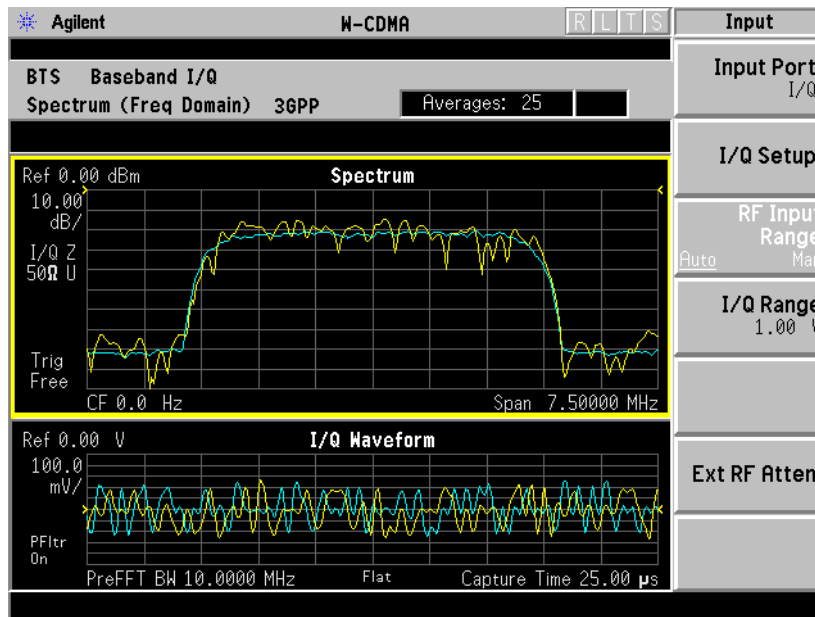 Agilent W-CDMA R L T S Input
BTS Baseband I/Q
Spectrum (Freq Domain) 3GPP Averages: 25
Input Port
I/Q
I/Q Setup
Ref 0.00 dBm Spectrum
10.00
dB/
I/Q Z
50Ω U
RF Input
Range
Auto Man
I/Q Range
1.00 V
Trig
Free
CF 0.0 Hz Span 7.50000 MHz
Ref 0.00 V I/Q Waveform
100.0
mV/
Ext RF Atten
PFltr
On
PreFFT BW 10.0000 MHz Flat Capture Time 25.00 µs